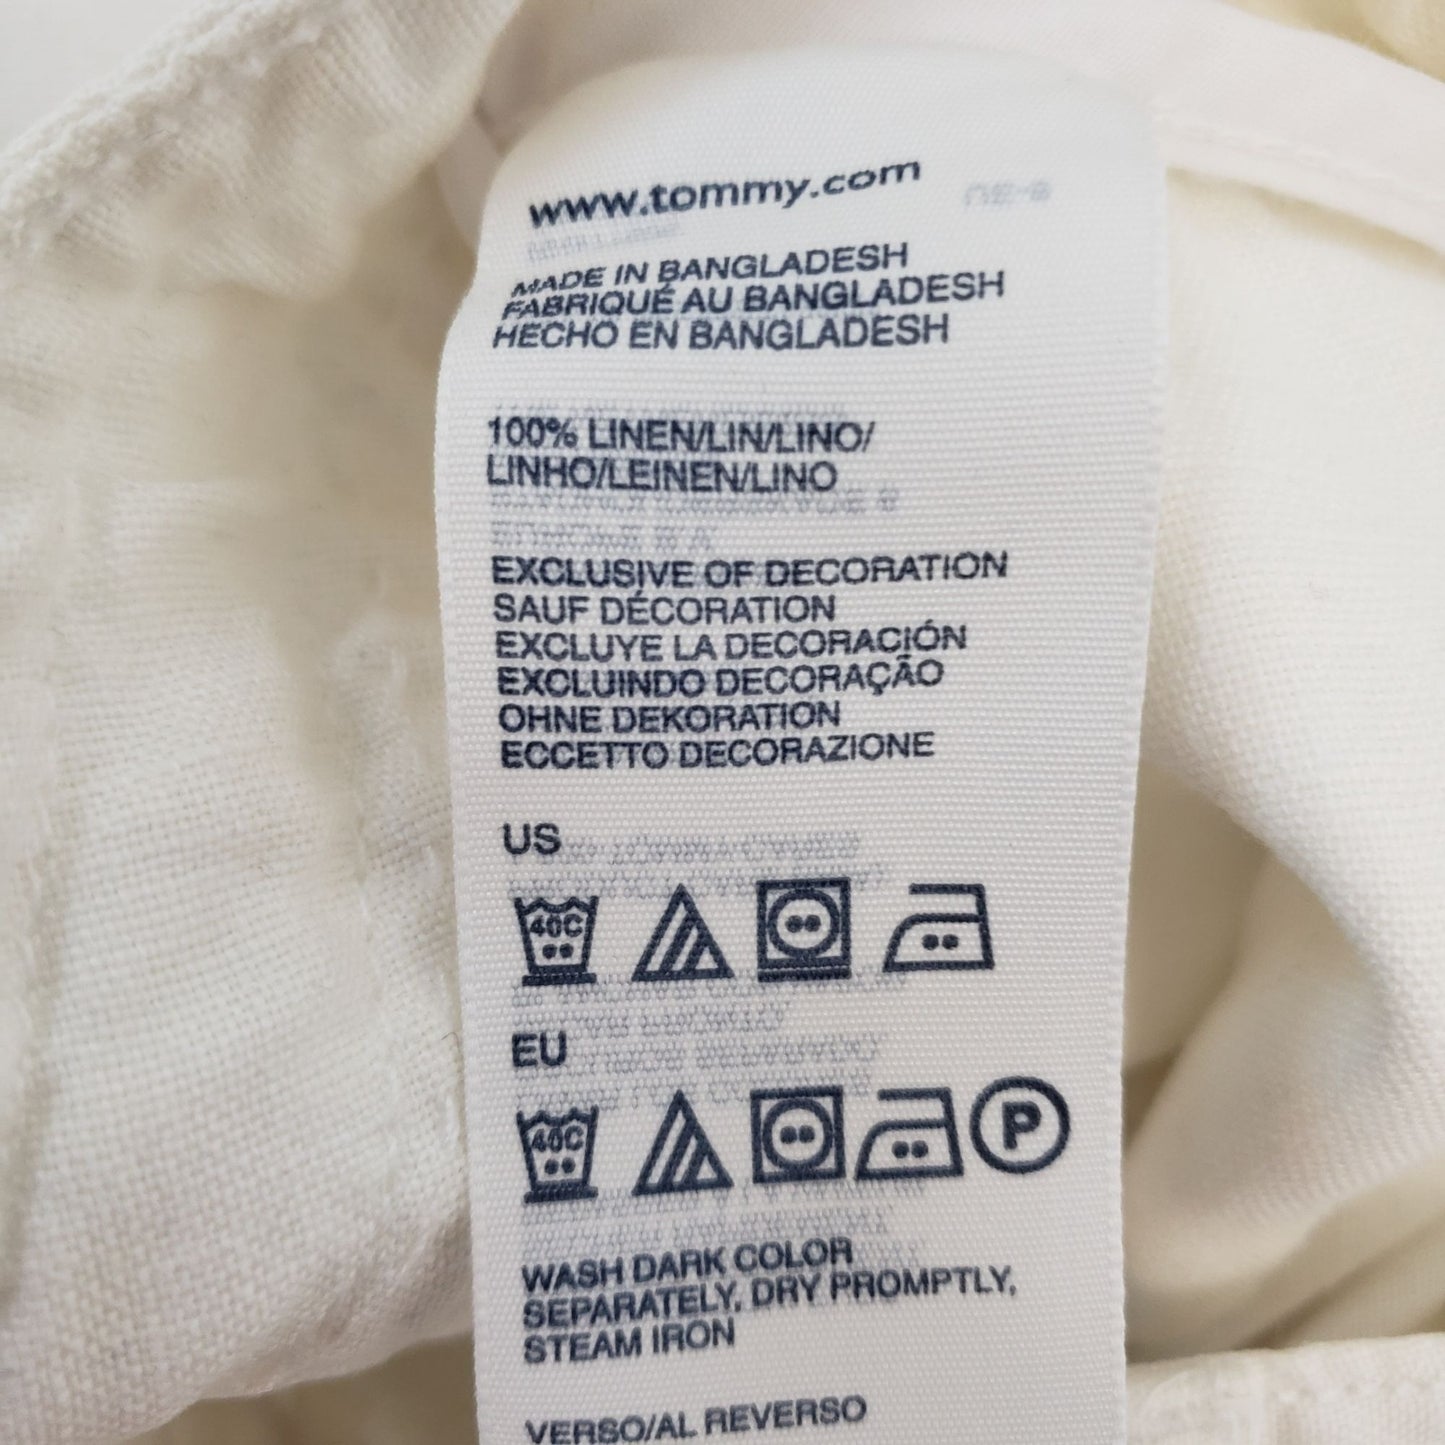 www.tommy.com
MADE IN BANGLADESH
FABRIQUÉ AU BANGLADESH
HECHO EN BANGLADESH
100% LINEN/LIN/LINO/
LINHO/LEINEN/LINO
EXCLUSIVE OF DECORATION
SAUF DÉCORATION
EXCLUYE LA DECORACIÓN
EXCLUINDO DECORAÇÃO
OHNE DEKORATION
ECCETTO DECORAZIONE
US
40C
EU
40C P
WASH DARK COLOR
SEPARATELY, DRY PROMPTLY,
STEAM IRON
VERSO/AL REVERSO